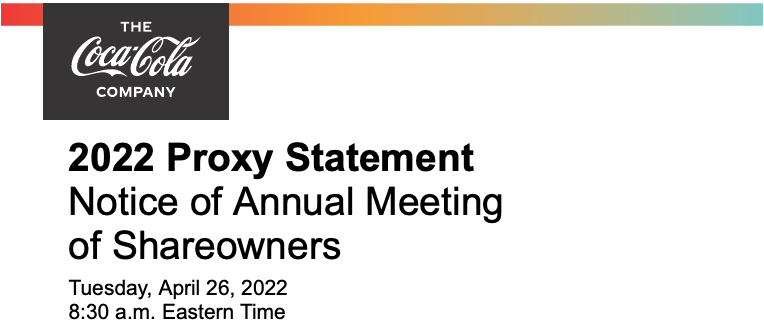 THE
Coca-Cola
COMPANY
2022 Proxy Statement
Notice of Annual Meeting
of Shareowners
Tuesday, April 26, 2022
8:30 a.m. Eastern Time